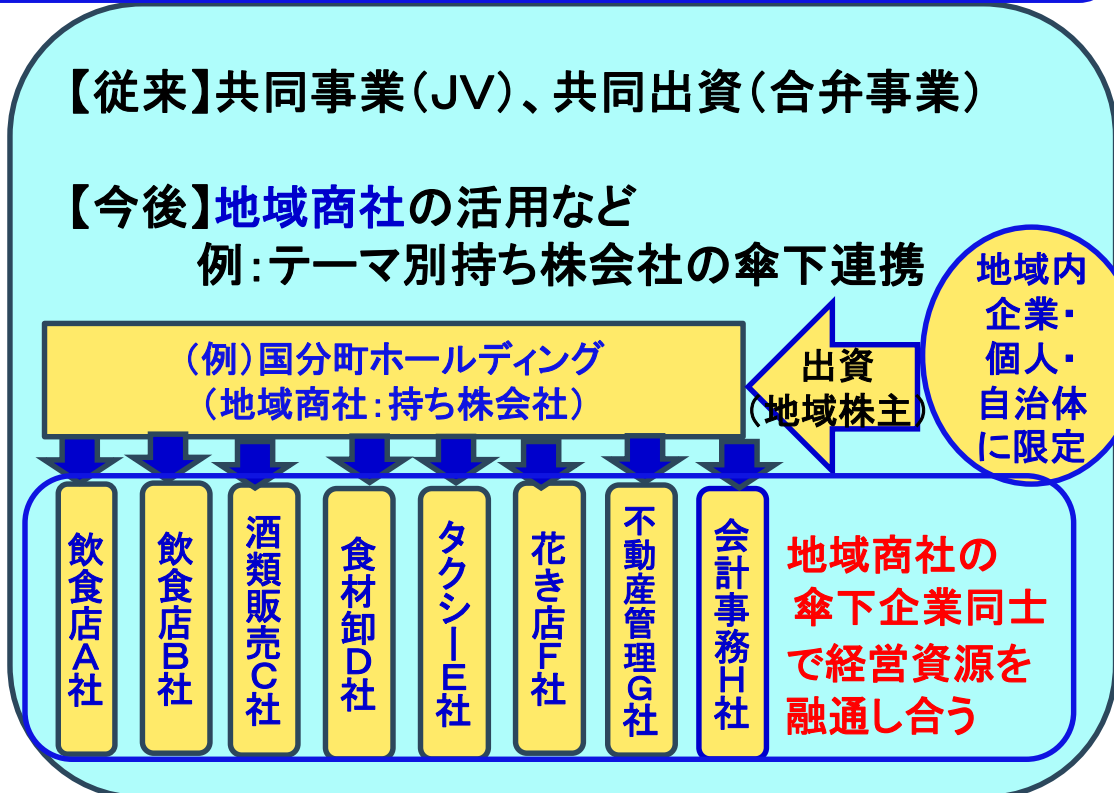 【従来】共同事業(JV)、共同出資(合弁事業)
【今後】地域商社の活用など
例:テーマ別持ち株会社の傘下連携
(例)国分町ホールディング
(地域商社:持ち株会社)
出資
(地域株主)
地域内
企業・
個人・
自治体
に限定
飲食店A社
飲食店B社
酒類販売C社
食材卸D社
タクシーE社
花き店F社
不動産管理G社
会計事務H社
地域商社の
傘下企業同士
で経営資源を
融通し合う